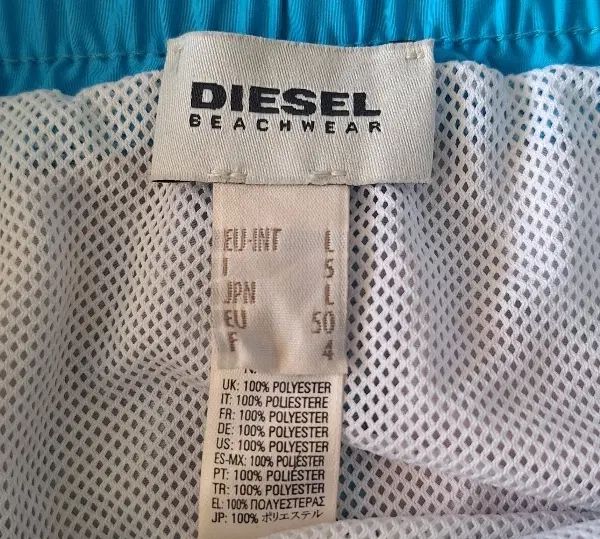 DIESEL
BEACHWEAR
EU-INT L
I 5
JPN L
EU 50
F 4
UK: 100% POLYESTER
IT: 100% POLIESTERE
FR: 100% POLYESTER
DE: 100% POLYESTER
US: 100% POLYESTER
ES-MX: 100% POLIÉSTER
PT: 100% POLIÉSTER
TR: 100% POLYESTER
EL: 100% ΠΟΛΥΕΣΤΕΡΑΣ
JP: 100% ポリエステル